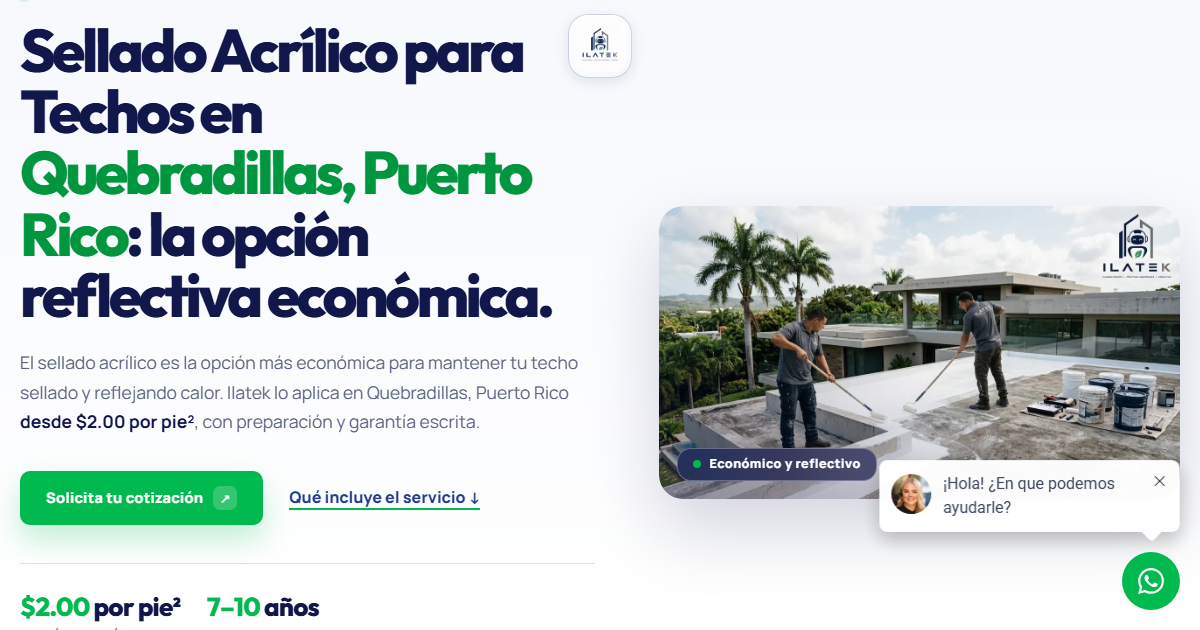 Sellado Acrílico para
Techos en
Quebradillas, Puerto
Rico: la opción
reflectiva económica.
ILATEK
El sellado acrílico es la opción más económica para mantener tu techo
sellado y reflejando calor. Ilatek lo aplica en Quebradillas, Puerto Rico
desde $2.00 por pie², con preparación y garantía escrita.
Solicita tu cotización ↗
Qué incluye el servicio ↓
$2.00 por pie²
7–10 años
ILATEK
Económico y reflectivo
¡Hola! ¿En que podemos
ayudarle?